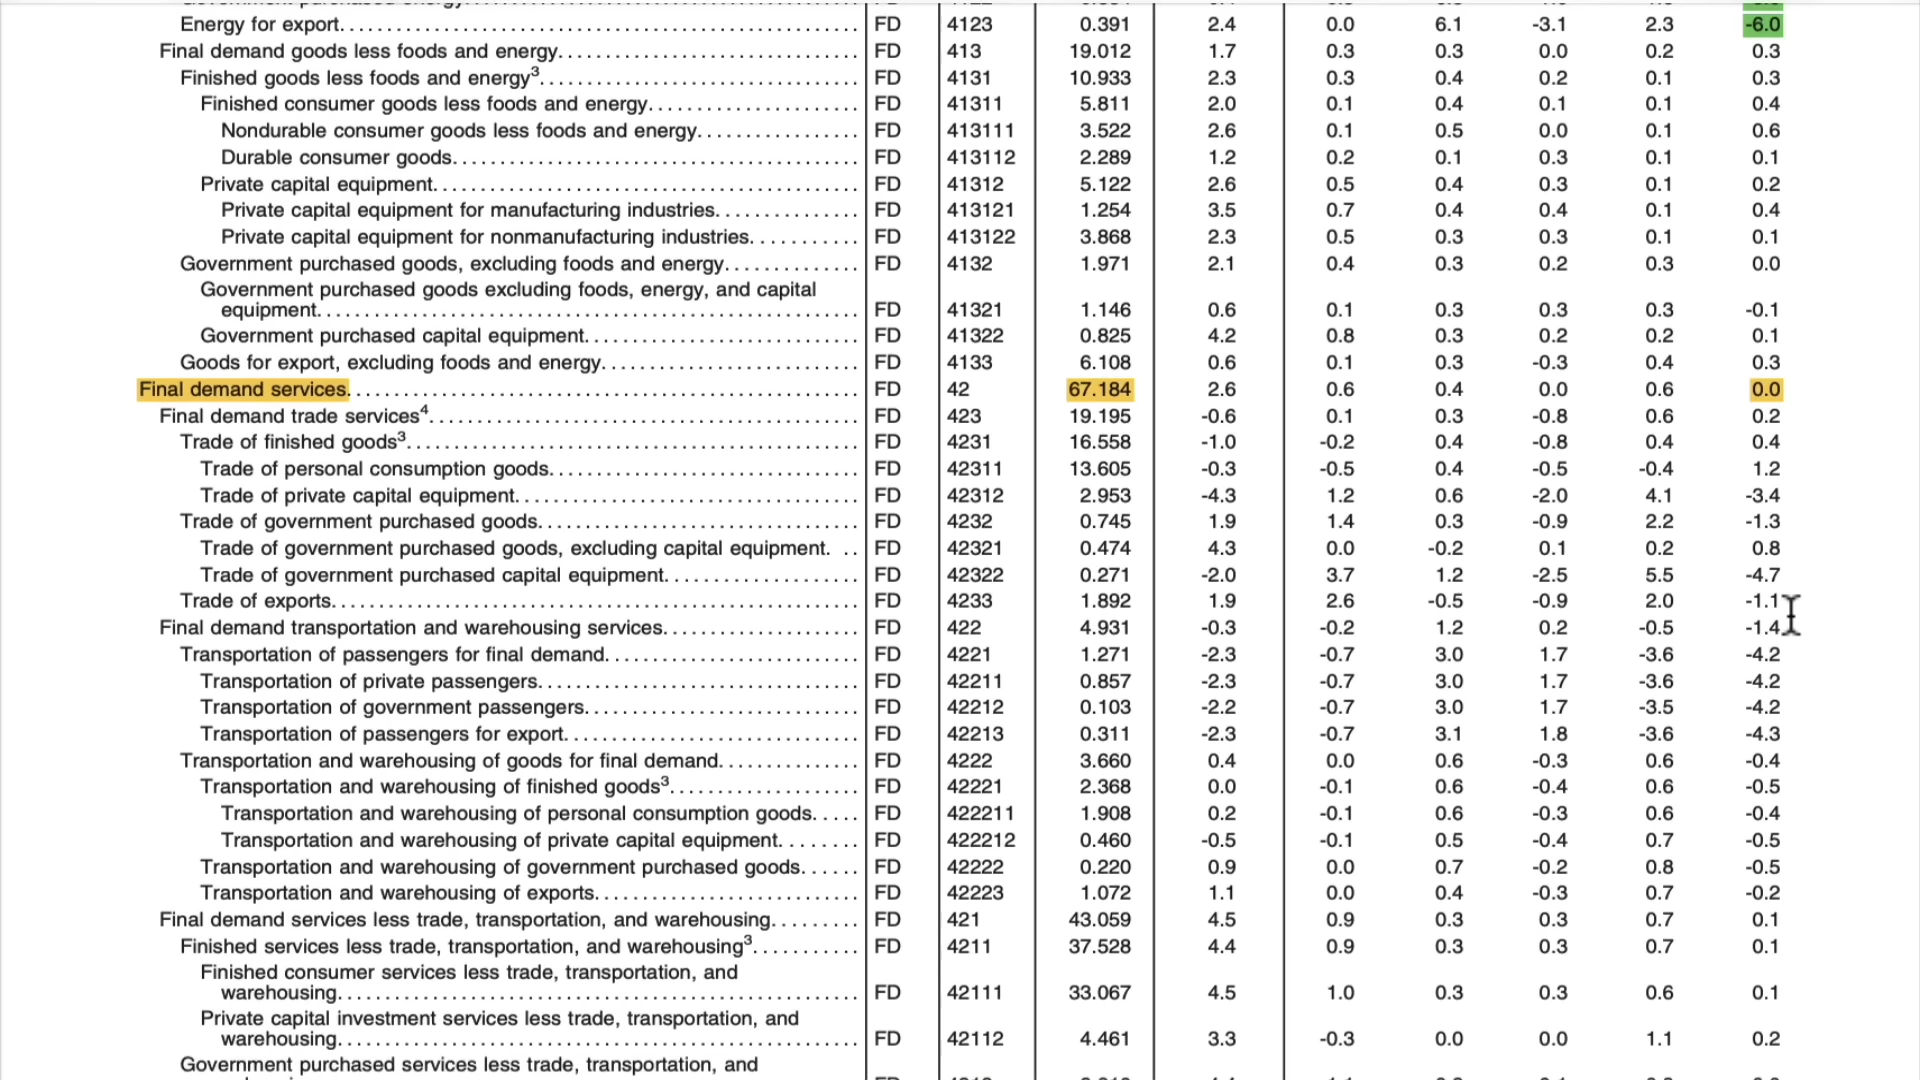 Energy for export........ FD 4123 0.391 2.4 0.0 6.1 -3.1 2.3 -6.0
Final demand goods less foods and energy........ FD 413 19.012 1.7 0.3 0.3 0.0 0.2 0.3
Finished goods less foods and energy3........ FD 4131 10.933 2.3 0.3 0.4 0.2 0.1 0.3
Finished consumer goods less foods and energy........ FD 41311 5.811 2.0 0.1 0.4 0.1 0.1 0.4
Nondurable consumer goods less foods and energy........ FD 413111 3.522 2.6 0.1 0.5 0.0 0.1 0.6
Durable consumer goods........ FD 413112 2.289 1.2 0.2 0.1 0.3 0.1 0.1
Private capital equipment........ FD 41312 5.122 2.6 0.5 0.4 0.3 0.1 0.2
Private capital equipment for manufacturing industries........ FD 413121 1.254 3.5 0.7 0.4 0.4 0.1 0.4
Private capital equipment for nonmanufacturing industries........ FD 413122 3.868 2.3 0.5 0.3 0.3 0.1 0.1
Government purchased goods, excluding foods and energy........ FD 4132 1.971 2.1 0.4 0.3 0.2 0.3 0.0
Government purchased goods excluding foods, energy, and capital
equipment........ FD 41321 1.146 0.6 0.1 0.3 0.3 0.3 -0.1
Government purchased capital equipment........ FD 41322 0.825 4.2 0.8 0.3 0.2 0.2 0.1
Goods for export, excluding foods and energy........ FD 4133 6.108 0.6 0.1 0.3 -0.3 0.4 0.3
Final demand services........ FD 42 67.184 2.6 0.6 0.4 0.0 0.6 0.0
Final demand trade services4........ FD 423 19.195 -0.6 0.1 0.3 -0.8 0.6 0.2
Trade of finished goods3........ FD 4231 16.558 -1.0 -0.2 0.4 -0.8 0.4 0.4
Trade of personal consumption goods........ FD 42311 13.605 -0.3 -0.5 0.4 -0.5 -0.4 1.2
Trade of private capital equipment........ FD 42312 2.953 -4.3 1.2 0.6 -2.0 4.1 -3.4
Trade of government purchased goods........ FD 4232 0.745 1.9 1.4 0.3 -0.9 2.2 -1.3
Trade of government purchased goods, excluding capital equipment. .. FD 42321 0.474 4.3 0.0 -0.2 0.1 0.2 0.8
Trade of government purchased capital equipment........ FD 42322 0.271 -2.0 3.7 1.2 -2.5 5.5 -4.7
Trade of exports........ FD 4233 1.892 1.9 2.6 -0.5 -0.9 2.0 -1.1
Final demand transportation and warehousing services........ FD 422 4.931 -0.3 -0.2 1.2 0.2 -0.5 -1.4
Transportation of passengers for final demand........ FD 4221 1.271 -2.3 -0.7 3.0 1.7 -3.6 -4.2
Transportation of private passengers........ FD 42211 0.857 -2.3 -0.7 3.0 1.7 -3.6 -4.2
Transportation of government passengers........ FD 42212 0.103 -2.2 -0.7 3.0 1.7 -3.5 -4.2
Transportation of passengers for export........ FD 42213 0.311 -2.3 -0.7 3.1 1.8 -3.6 -4.3
Transportation and warehousing of goods for final demand........ FD 4222 3.660 0.4 0.0 0.6 -0.3 0.6 -0.4
Transportation and warehousing of finished goods3........ FD 42221 2.368 0.0 -0.1 0.6 -0.4 0.6 -0.5
Transportation and warehousing of personal consumption goods..... FD 422211 1.908 0.2 -0.1 0.6 -0.3 0.6 -0.4
Transportation and warehousing of private capital equipment........ FD 422212 0.460 -0.5 -0.1 0.5 -0.4 0.7 -0.5
Transportation and warehousing of government purchased goods...... FD 42222 0.220 0.9 0.0 0.7 -0.2 0.8 -0.5
Transportation and warehousing of exports........ FD 42223 1.072 1.1 0.0 0.4 -0.3 0.7 -0.2
Final demand services less trade, transportation, and warehousing......... FD 421 43.059 4.5 0.9 0.3 0.3 0.7 0.1
Finished services less trade, transportation, and warehousing3.......... FD 4211 37.528 4.4 0.9 0.3 0.3 0.7 0.1
Finished consumer services less trade, transportation, and
warehousing........ FD 42111 33.067 4.5 1.0 0.3 0.3 0.6 0.1
Private capital investment services less trade, transportation, and
warehousing........ FD 42112 4.461 3.3 -0.3 0.0 0.0 1.1 0.2
Government purchased services less trade, transportation, and